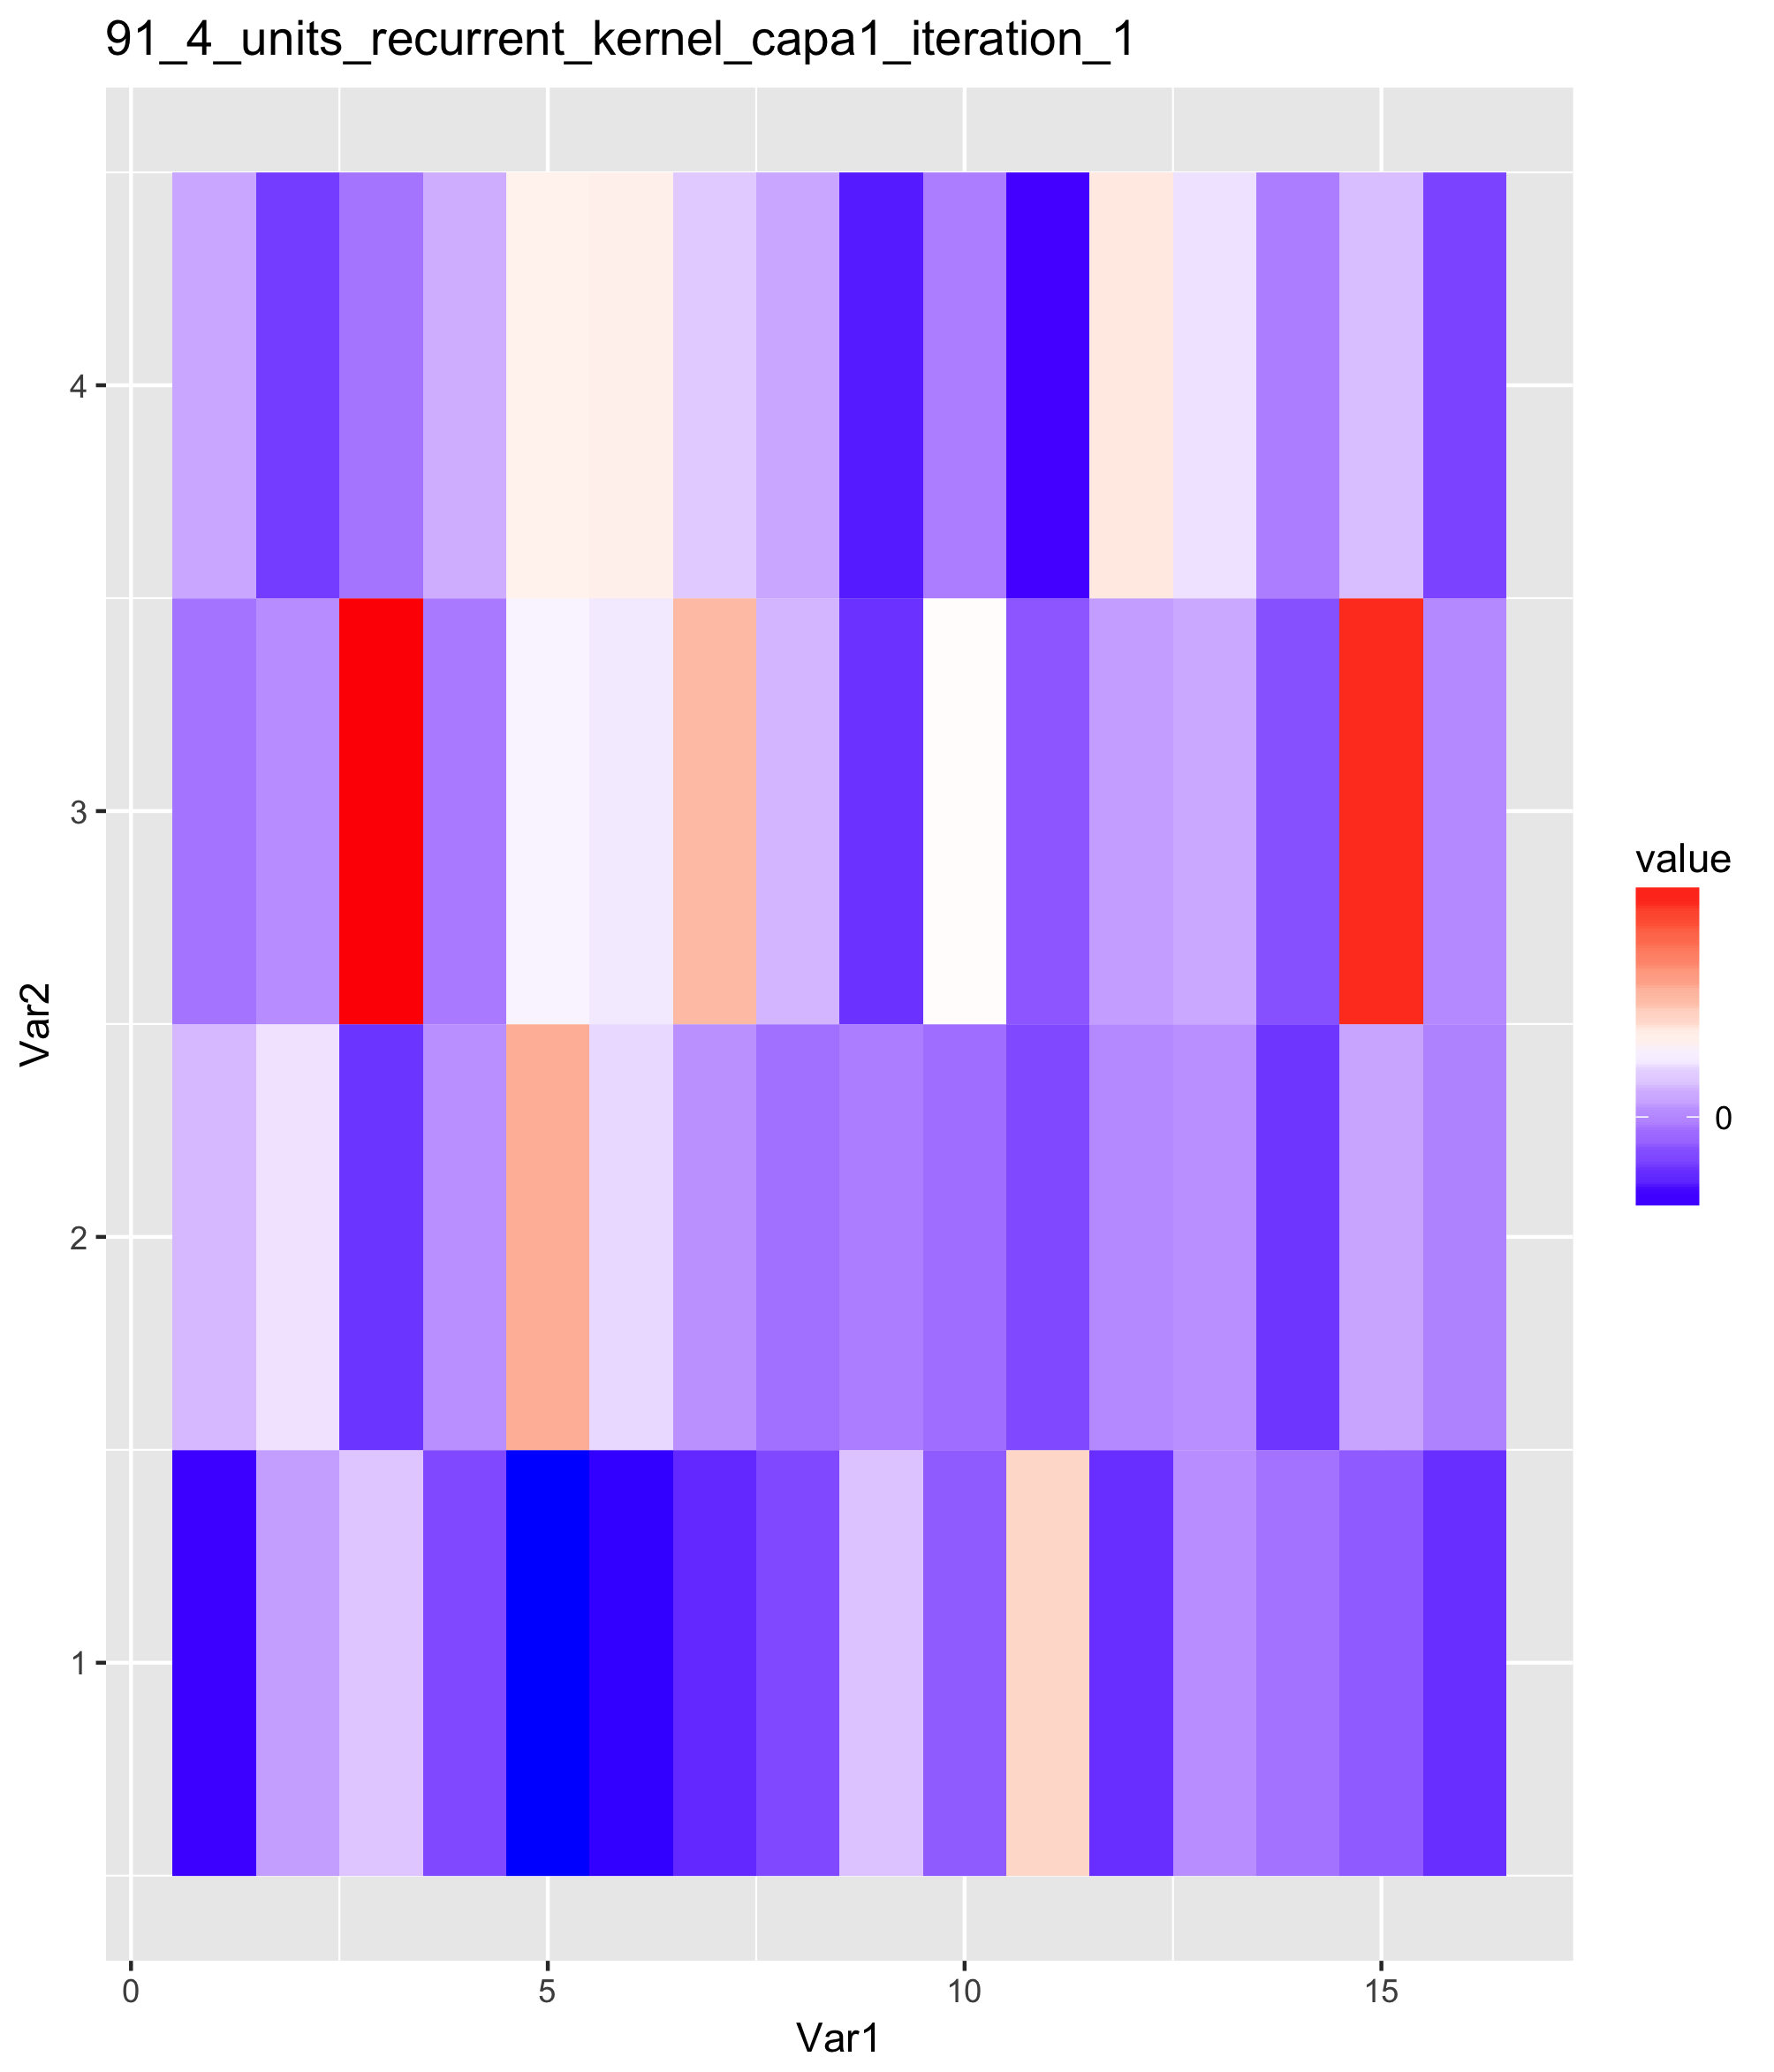 91_4_units_recurrent_kernel_capa1_iteration_1
4
3
2
1
Var2
0
5
10
15
Var1
value
0